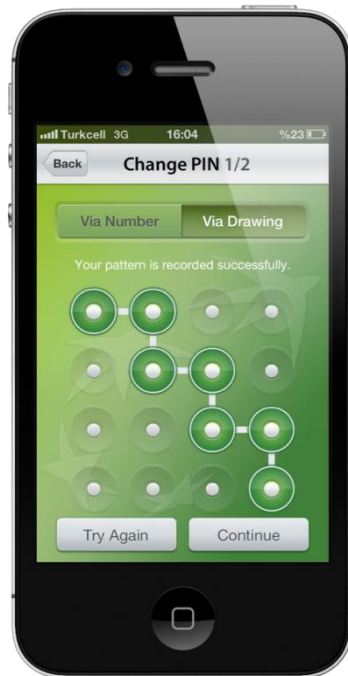 Turkcell 3G 16:04 %23
Back Change PIN 1/2
Via Number Via Drawing
Your pattern is recorded successfully.
Try Again Continue